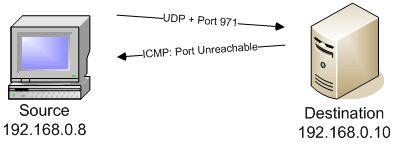 UDP + Port 971
ICMP: Port Unreachable
Source
192.168.0.8
Destination
192.168.0.10